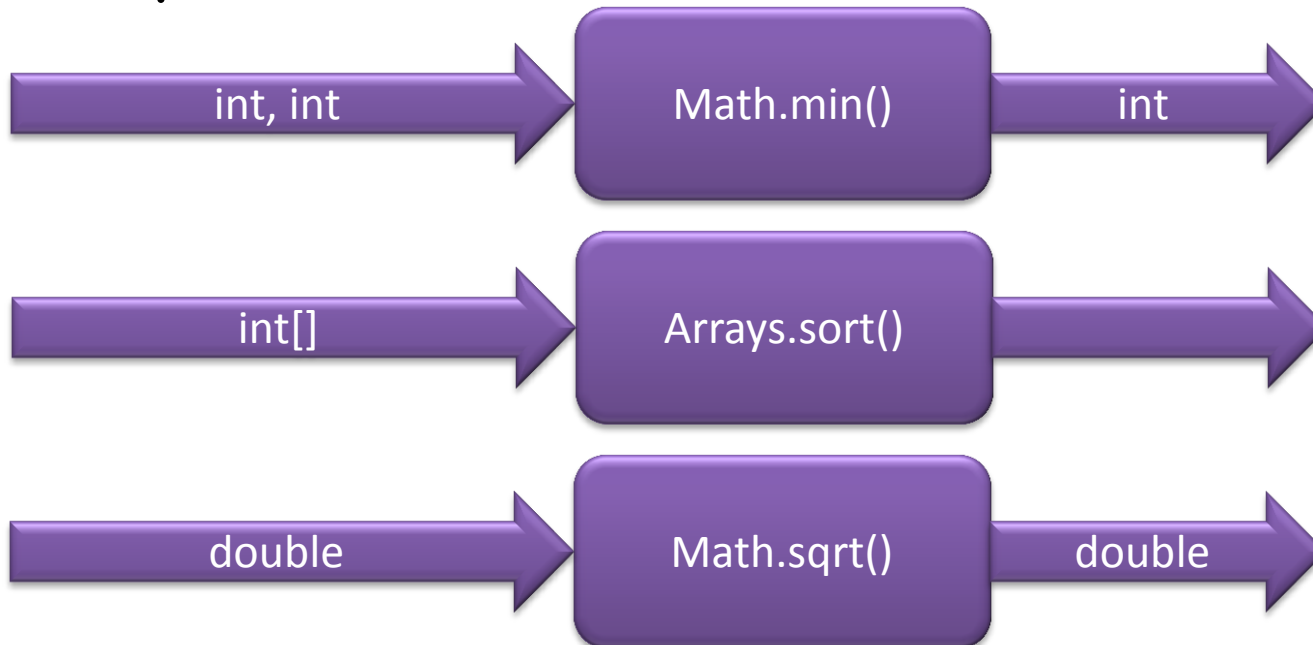 int, int Math.min() int
int[] Arrays.sort()
double Math.sqrt() double